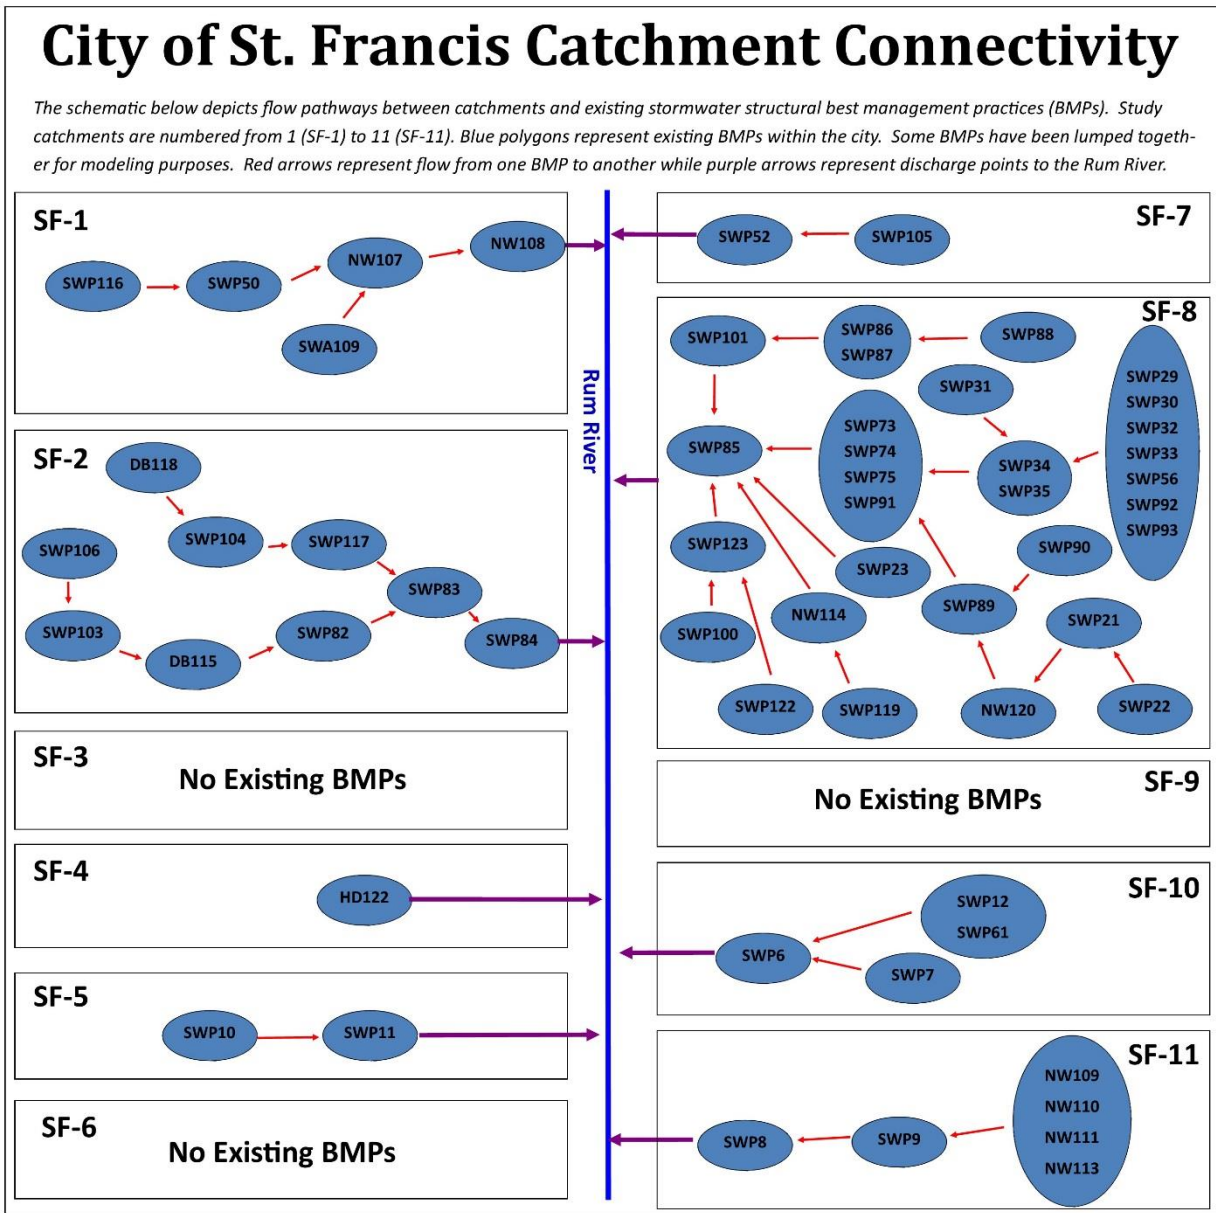 City of St. Francis Catchment Connectivity
The schematic below depicts flow pathways between catchments and existing stormwater structural best management practices (BMPs).  Study
catchments are numbered from 1 (SF-1) to 11 (SF-11). Blue polygons represent existing BMPs within the city.  Some BMPs have been lumped togeth-
er for modeling purposes.  Red arrows represent flow from one BMP to another while purple arrows represent discharge points to the Rum River.
SF-1
SWP116
SWP50
NW107
NW108
SWA109
SF-2
DB118
SWP104
SWP117
SWP106
SWP103
DB115
SWP82
SWP83
SWP84
SF-3
No Existing BMPs
SF-4
HD122
SF-5
SWP10
SWP11
SF-6
No Existing BMPs
Rum River
SF-7
SWP52
SWP105
SF-8
SWP101
SWP86
SWP87
SWP88
SWP31
SWP29
SWP30
SWP32
SWP33
SWP56
SWP92
SWP93
SWP85
SWP73
SWP74
SWP75
SWP91
SWP34
SWP35
SWP123
SWP23
SWP90
SWP100
NW114
SWP89
SWP21
SWP122
SWP119
NW120
SWP22
SF-9
No Existing BMPs
SF-10
SWP12
SWP61
SWP6
SWP7
SF-11
NW109
NW110
NW111
NW113
SWP8
SWP9